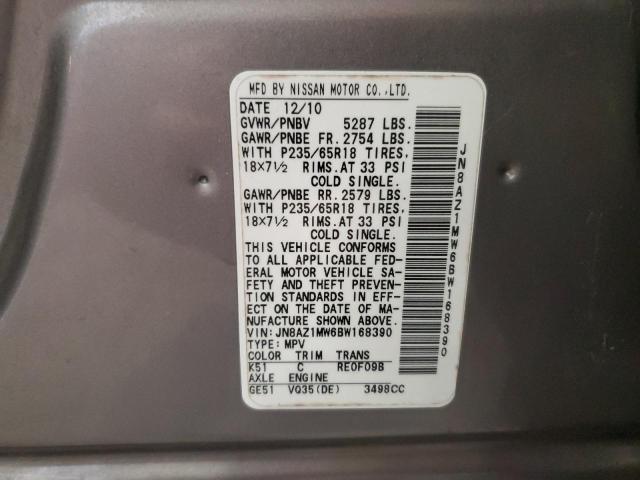 MFD BY NISSAN MOTOR CO.,LTD.
DATE 12/10
GVWR/PNBV 5287 LBS.
GAWR/PNBE FR. 2754 LBS.
WITH P235/65R18 TIRES,
18×7½ RIMS.AT 33 PSI
COLD SINGLE.
GAWR/PNBE RR. 2579 LBS.
WITH P235/65R18 TIRES,
18×7½ RIMS.AT 33 PSI
COLD SINGLE.
THIS VEHICLE CONFORMS
TO ALL APPLICABLE FED-
ERAL MOTOR VEHICLE SA-
FETY AND THEFT PREVEN-
TION STANDARDS IN EFF-
ECT ON THE DATE OF MA-
NUFACTURE SHOWN ABOVE.
VIN: JN8AZ1MW6BW168390
TYPE: MPV
COLOR TRIM TRANS
K51 C RE0F09B
AXLE ENGINE
GE51 VQ35(DE) 3498CC
JN8AZ1MW6BW168390